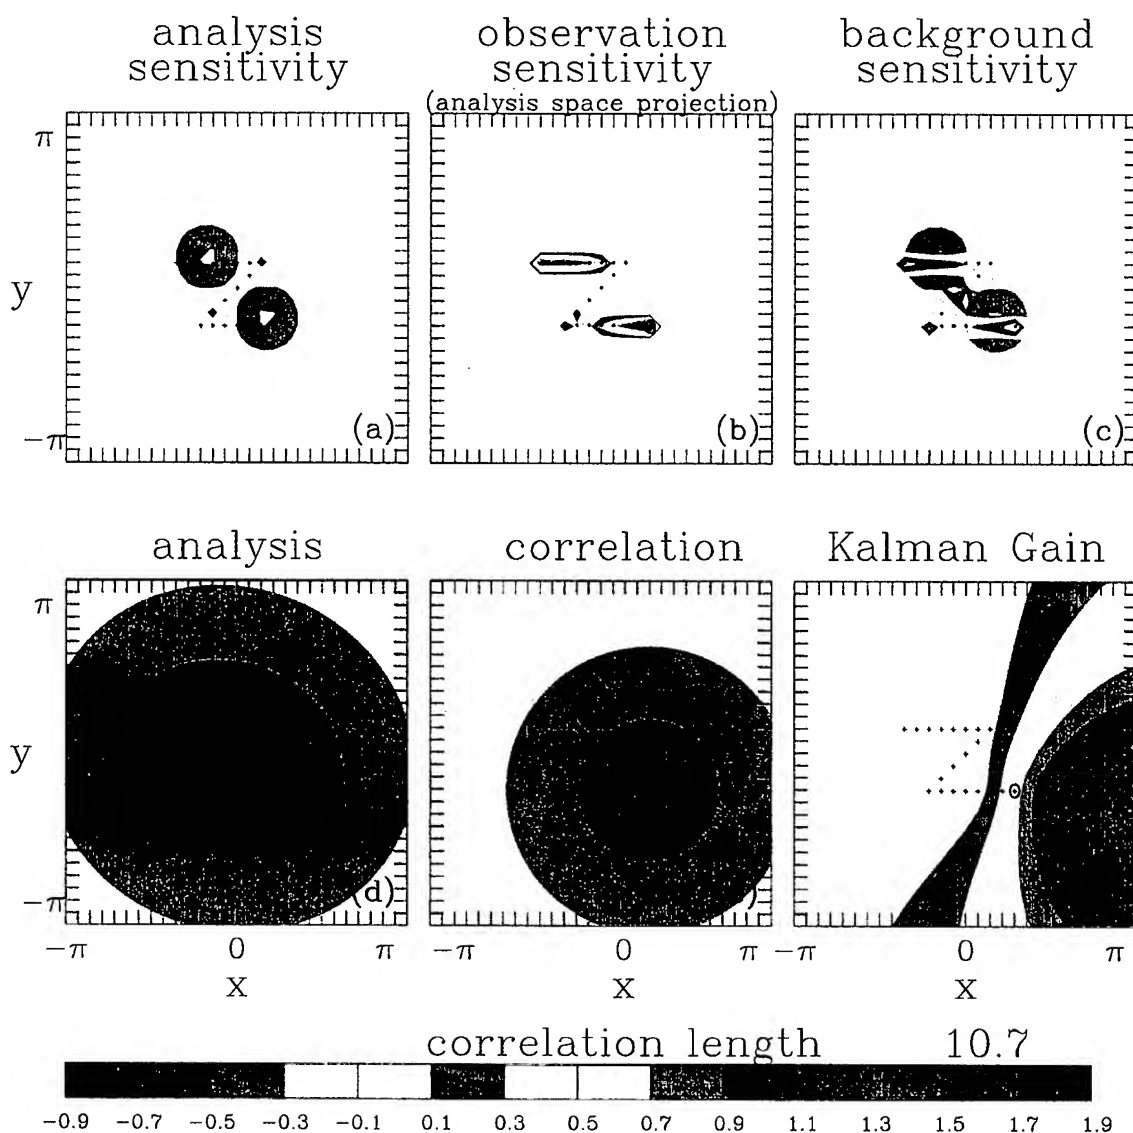 analysis
sensitivity
observation
sensitivity
(analysis space projection)
background
sensitivity
π
y
−π
(a)
(b)
(c)
analysis
correlation
Kalman Gain
π
y
−π
(d)
)
−π 0 π
−π 0 π
−π 0 π
x
x
x
correlation length 10.7
−0.9 −0.7 −0.5 −0.3 −0.1 0.1 0.3 0.5 0.7 0.9 1.1 1.3 1.5 1.7 1.9